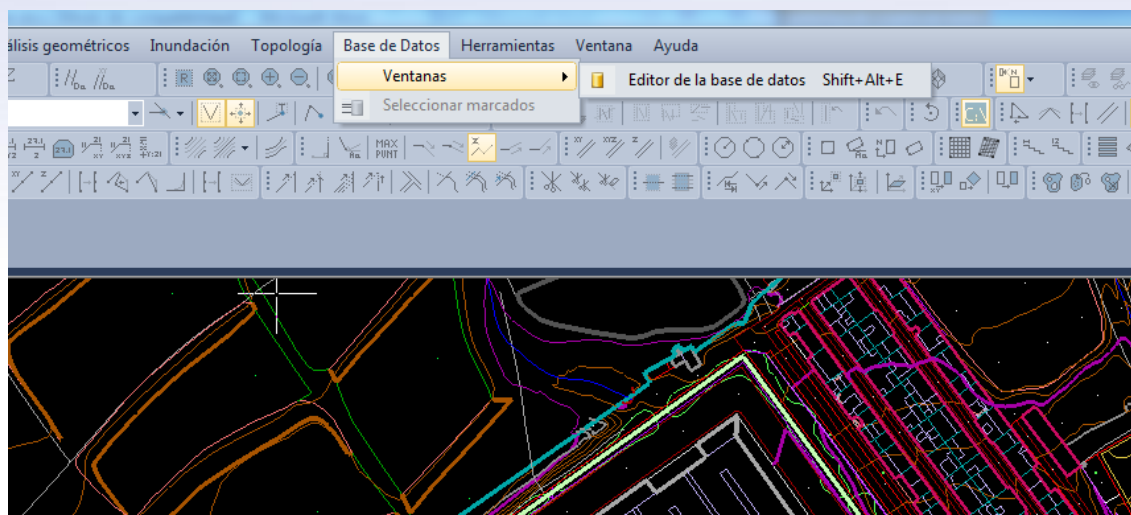 álisis geométricos Inundación Topología Base de Datos Herramientas Ventana Ayuda
Ventanas Editor de la base de datos Shift+Alt+E
Seleccionar marcados
MAX
PUNT